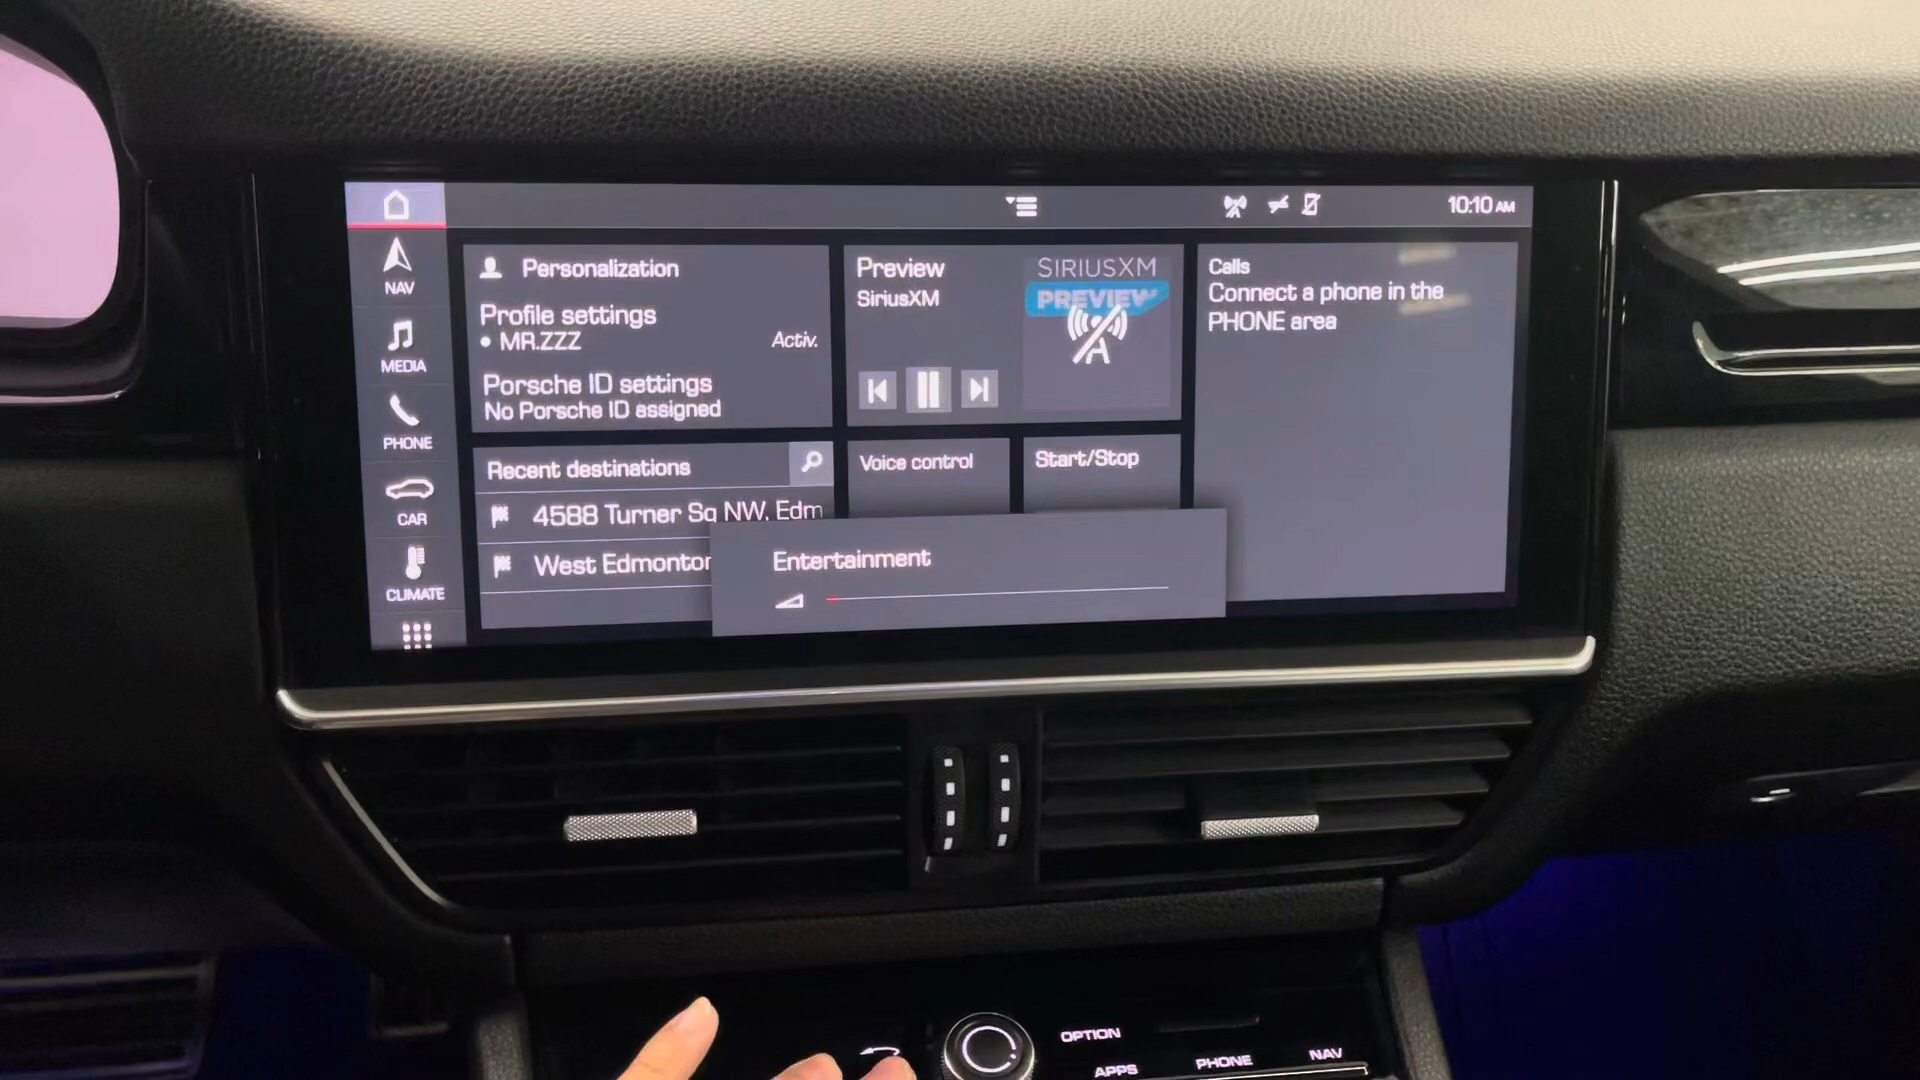 10:10 AM
NAV
MEDIA
PHONE
CAR
CLIMATE
Personalization
Profile settings
• MR.ZZZ
Activ.
Porsche ID settings
No Porsche ID assigned
Recent destinations
4588 Turner Sq NW, Edm
West Edmonton
Preview
SiriusXM
SIRIUSXM
PREVIEW
Voice control
Start/Stop
Calls
Connect a phone in the
PHONE area
Entertainment
OPTION
APPS
PHONE
NAV